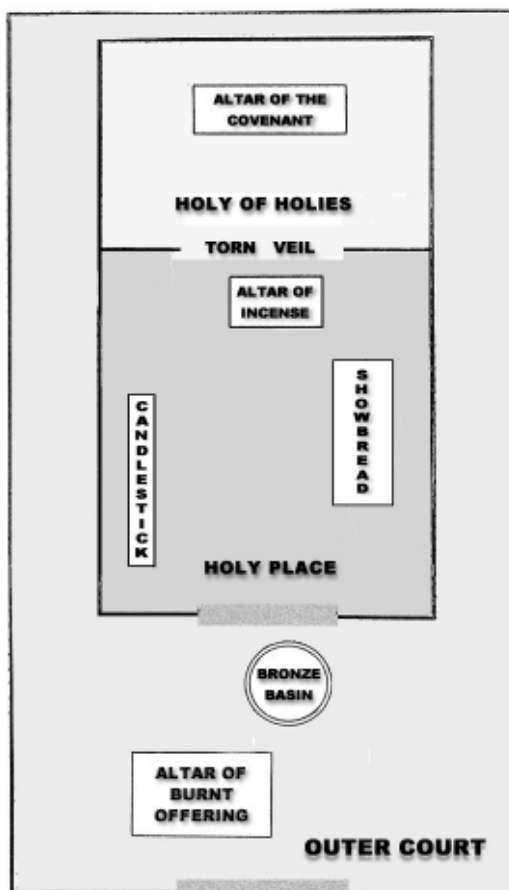 ALTAR OF THE
COVENANT
HOLY OF HOLIES
TORN VEIL
ALTAR OF
INCENSE
SHOWBREAD
CANDLESTICK
HOLY PLACE
BRONZE
BASIN
ALTAR OF
BURNT
OFFERING
OUTER COURT